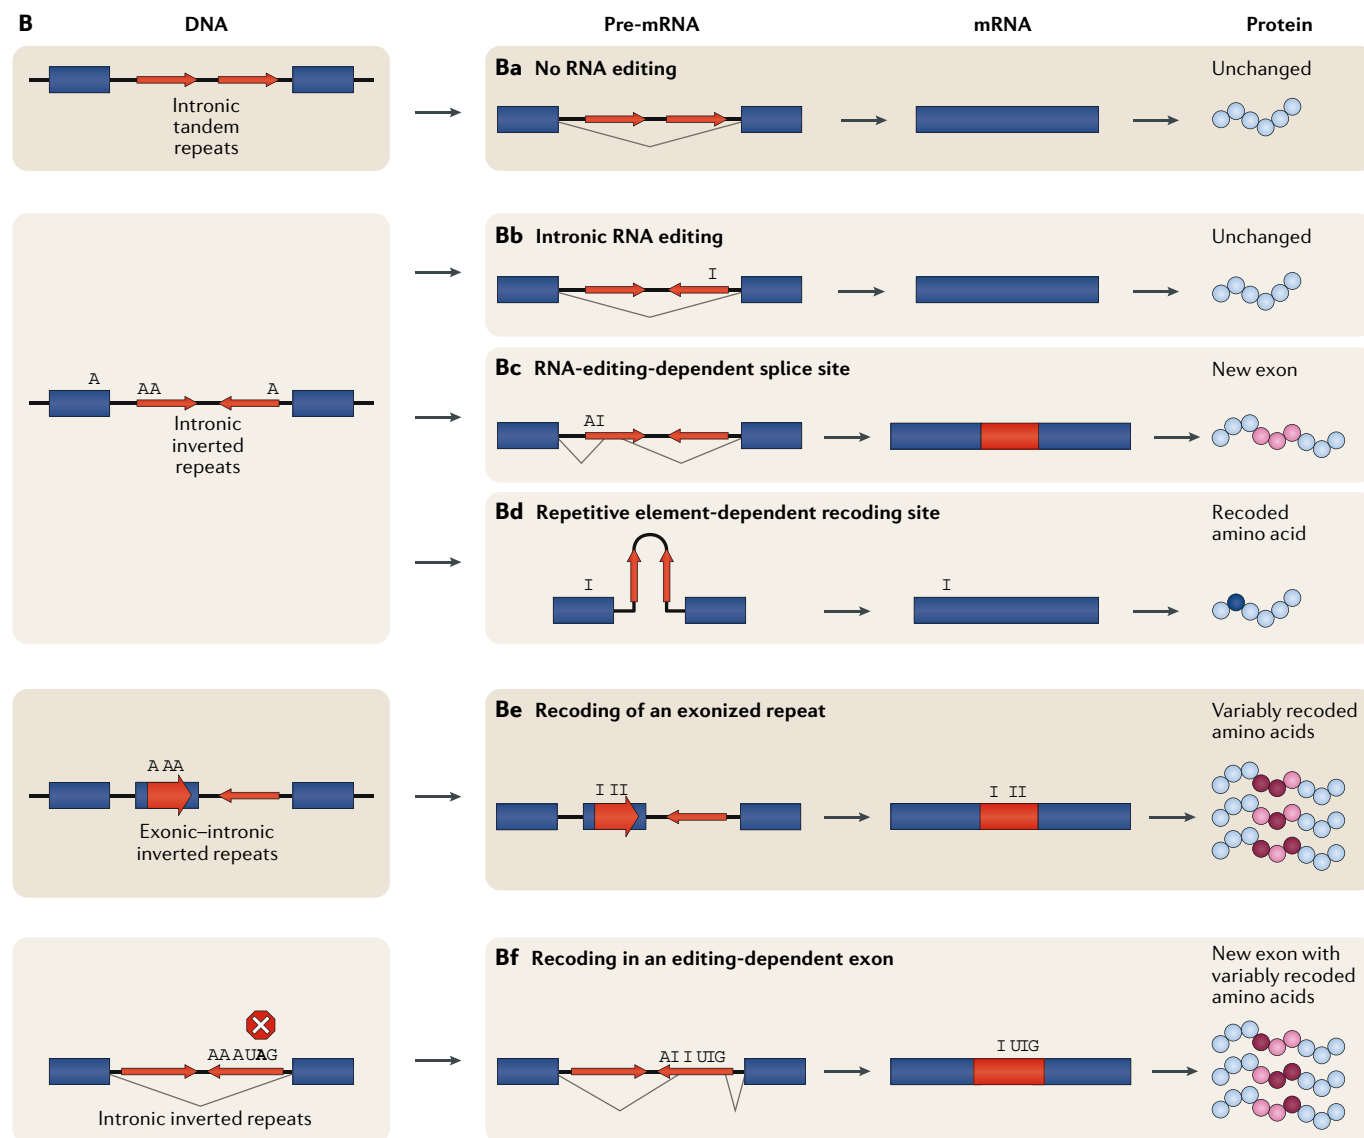 B DNA Pre-mRNA mRNA Protein
Intronic
tandem
repeats
Ba No RNA editing
Unchanged
A
AA
A
Intronic
inverted
repeats
Bb Intronic RNA editing
I
Unchanged
Bc RNA-editing-dependent splice site
AI
New exon
Bd Repetitive element-dependent recoding site
I
I
Recoded
amino acid
A AA
Exonic–intronic
inverted repeats
Be Recoding of an exonized repeat
I II
I II
Variably recoded
amino acids
AA AUAG
Intronic inverted repeats
Bf Recoding in an editing-dependent exon
AI I UIG
I UIG
New exon with
variably recoded
amino acids